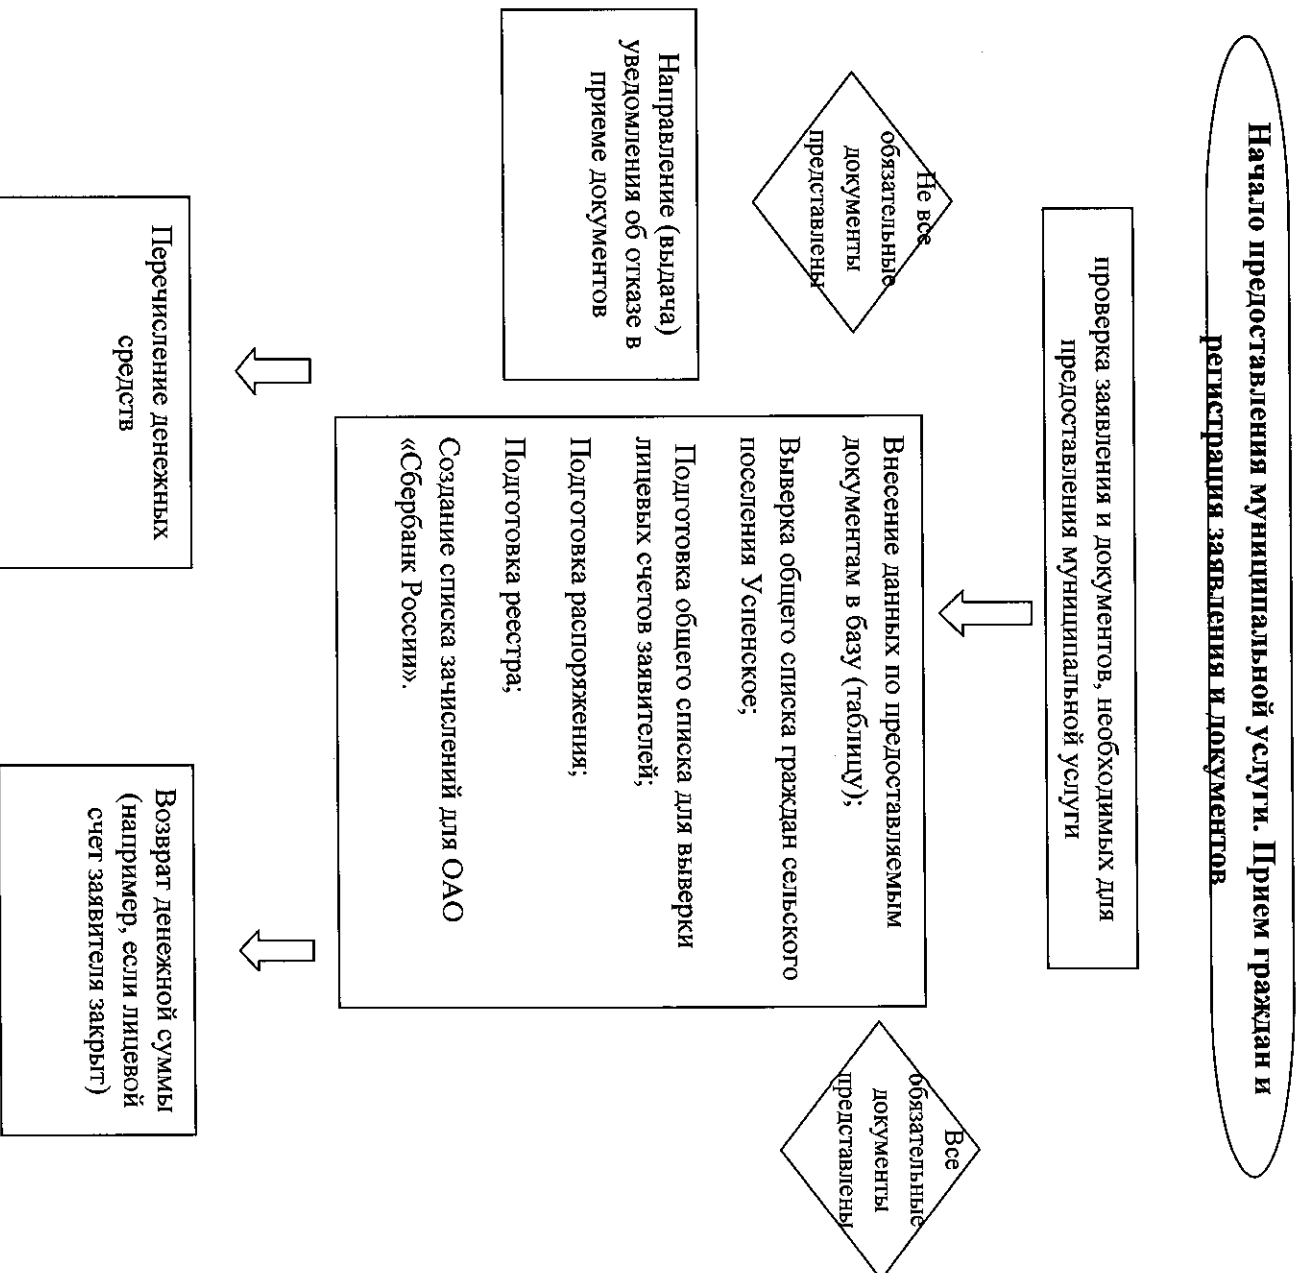 Начало предоставления муниципальной услуги. Прием граждан и
регистрация заявления и документов
проверка заявления и документов, необходимых для
предоставления муниципальной услуги
Не все
обязательные
документы
представлены
Направление (выдача)
уведомления об отказе в
приеме документов
Внесение данных по предоставляемым
документам в базу (таблицу);
Выверка общего списка граждан сельского
поселения Успенское;
Подготовка общего списка для выверки
лицевых счетов заявителей;
Подготовка распоряжения;
Подготовка реестра;
Создание списка зачислений для ОАО
«Сбербанк России».
Все
обязательные
документы
представлены
Перечисление денежных
средств
Возврат денежной суммы
(например, если лицевой
счет заявителя закрыт)